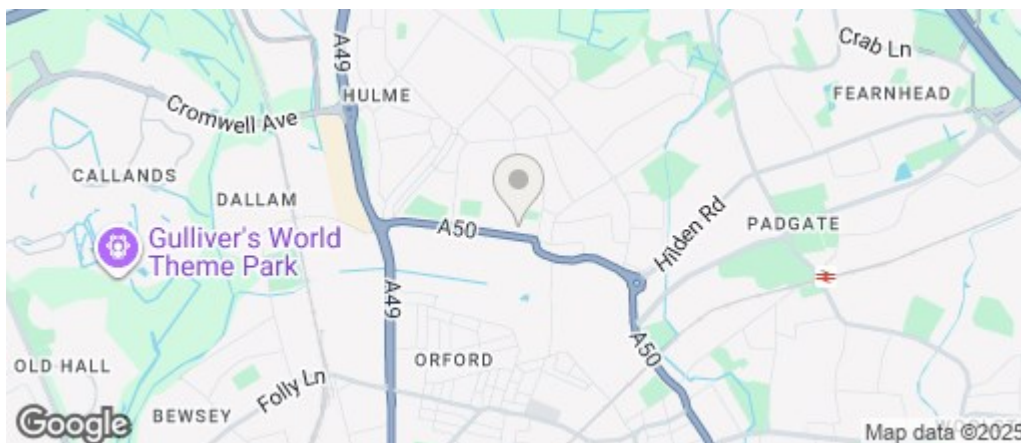 Crab Ln
A49
HULME
FEARNHEAD
Cromwell Ave
CALLANDS
DALLAM
Hilden Rd
PADGATE
A50
Gulliver's World
Theme Park
A49
ORFORD
A50
OLD HALL
Folly Ln
BEWSEY
Google
Map data ©2025